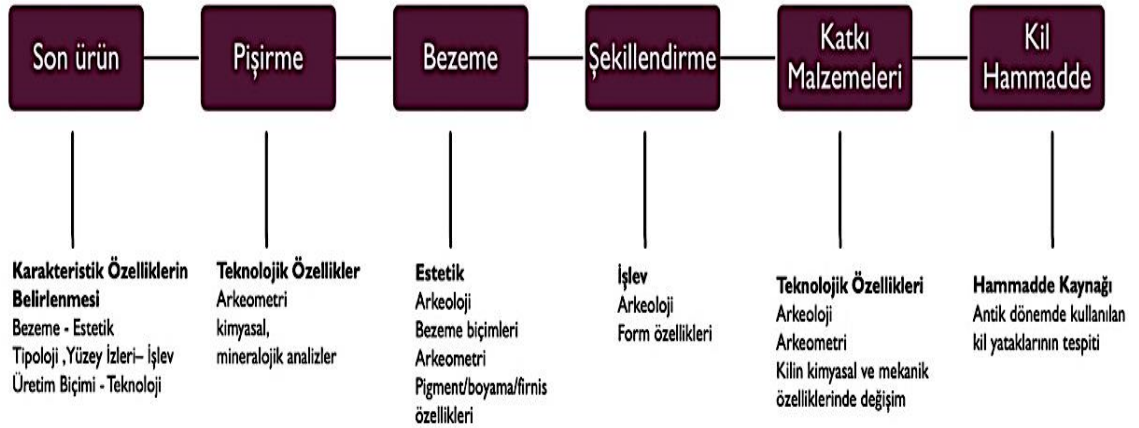 Son ürün
Pişirme
Bezeme
Şekillendirme
Katkı
Malzemeleri
Kil
Hammadde
Karakteristik Özelliklerin
Belirlenmesi
Bezeme - Estetik
Tipoloji ,Yüzey İzleri– İşlev
Üretim Biçimi - Teknoloji
Teknolojik Özellikler
Arkeometri
kimyasal,
mineralojik analizler
Estetik
Arkeoloji
Bezeme biçimleri
Arkeometri
Pigment/boyama/firnis
özellikleri
İşlev
Arkeoloji
Form özellikleri
Teknolojik Özellikleri
Arkeoloji
Arkeometri
Kilin kimyasal ve mekanik
özelliklerinde değişim
Hammadde Kaynağı
Antik dönemde kullanılan
kil yataklarının tespiti